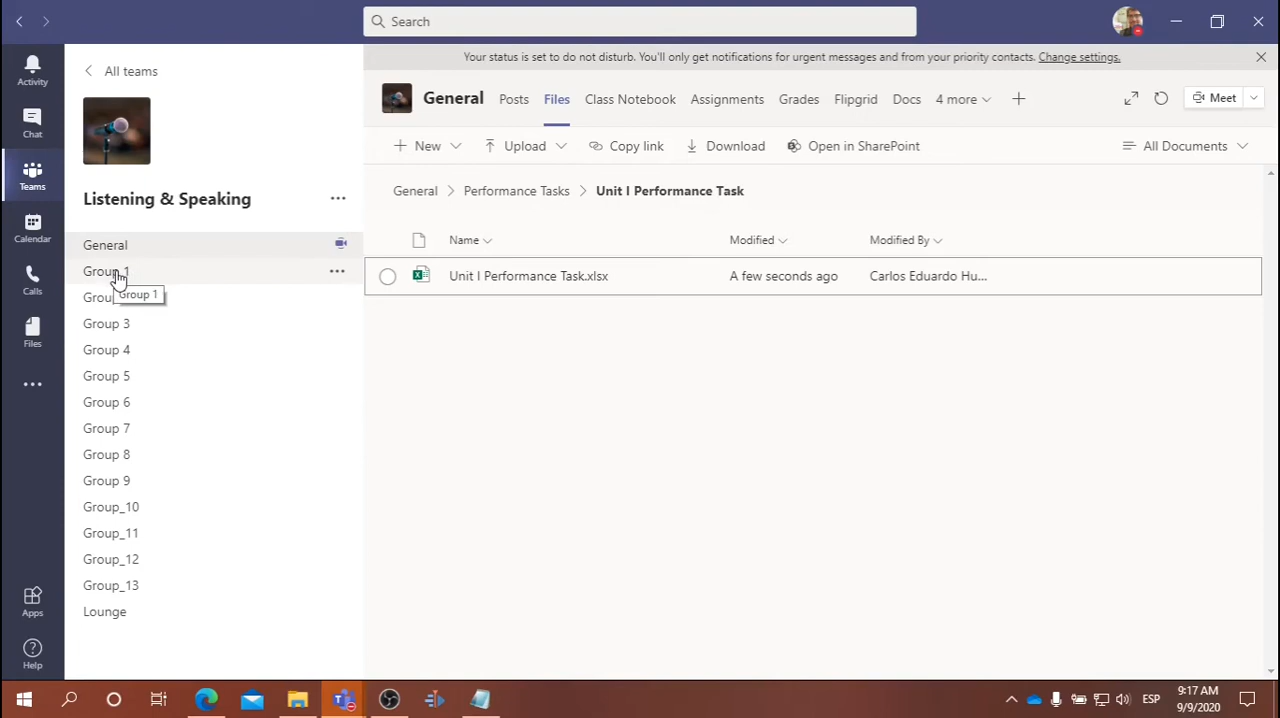 Search
Your status is set to do not disturb. You'll only get notifications for urgent messages and from your priority contacts. Change settings.
Activity
Chat
Teams
Calendar
Calls
Files
Apps
Help
All teams
Listening & Speaking
General
Group 1
Group 1
Group 3
Group 4
Group 5
Group 6
Group 7
Group 8
Group 9
Group_10
Group_11
Group_12
Group_13
Lounge
General Posts Files Class Notebook Assignments Grades Flipgrid Docs 4 more Meet
New Upload Copy link Download Open in SharePoint All Documents
General > Performance Tasks > Unit I Performance Task
Name Modified Modified By
Unit I Performance Task.xlsx A few seconds ago Carlos Eduardo Hu...
ESP
9:17 AM
9/9/2020